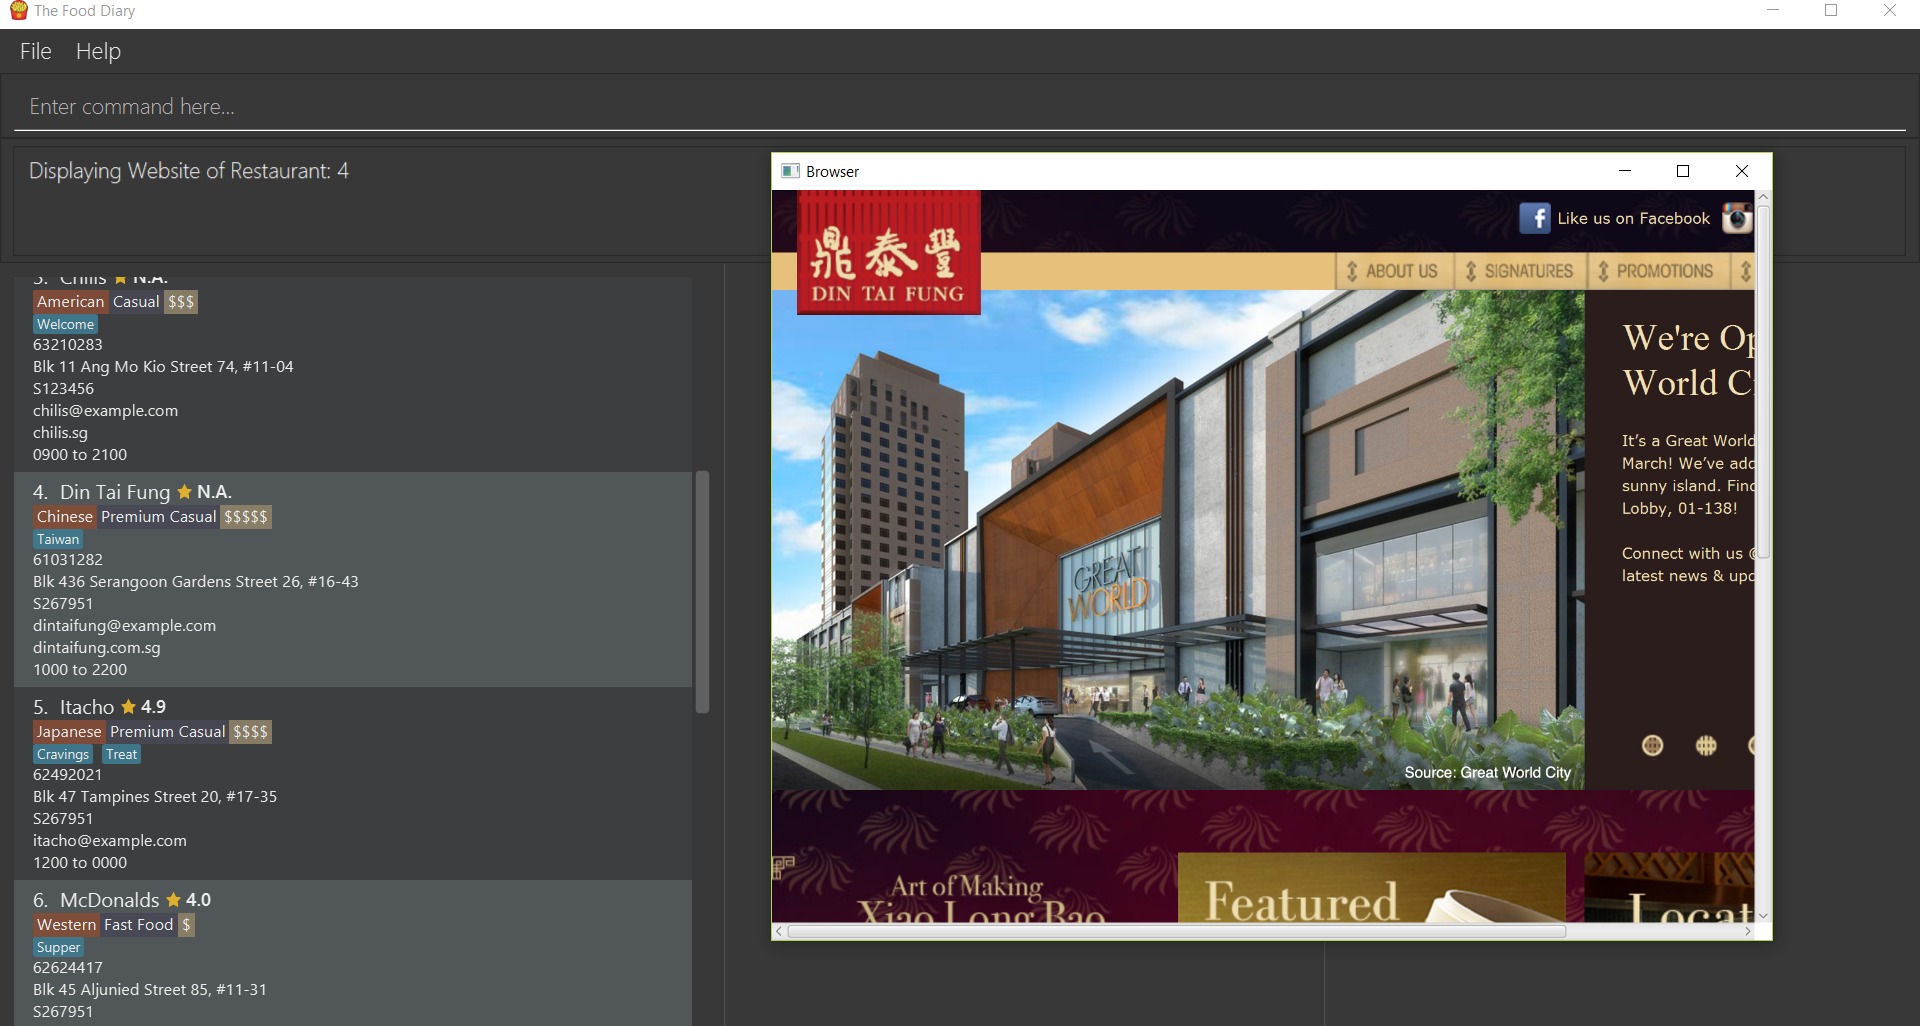 The Food Diary
File Help
Enter command here...
Displaying Website of Restaurant: 4
3. Chilis N.A.
American Casual $$$
Welcome
63210283
Blk 11 Ang Mo Kio Street 74, #11-04
S123456
chilis@example.com
chilis.sg
0900 to 2100
4. Din Tai Fung N.A.
Chinese Premium Casual $$$$$
Taiwan
61031282
Blk 436 Serangoon Gardens Street 26, #16-43
S267951
dintaifung@example.com
dintaifung.com.sg
1000 to 2200
5. Itacho 4.9
Japanese Premium Casual $$$$
Cravings Treat
62492021
Blk 47 Tampines Street 20, #17-35
S267951
itacho@example.com
1200 to 0000
6. McDonalds 4.0
Western Fast Food $
Supper
62624417
Blk 45 Aljunied Street 85, #11-31
S267951
Browser
鼎泰豐
DIN TAI FUNG
Like us on Facebook
ABOUT US SIGNATURES PROMOTIONS
GREAT
WORLD
Source: Great World City
We're Op
World C
It's a Great World
March! We've add
sunny island. Find
Lobby, 01-138!
Connect with us
latest news & upd
Art of Making
Xiao Long Bao
Featured
Locat